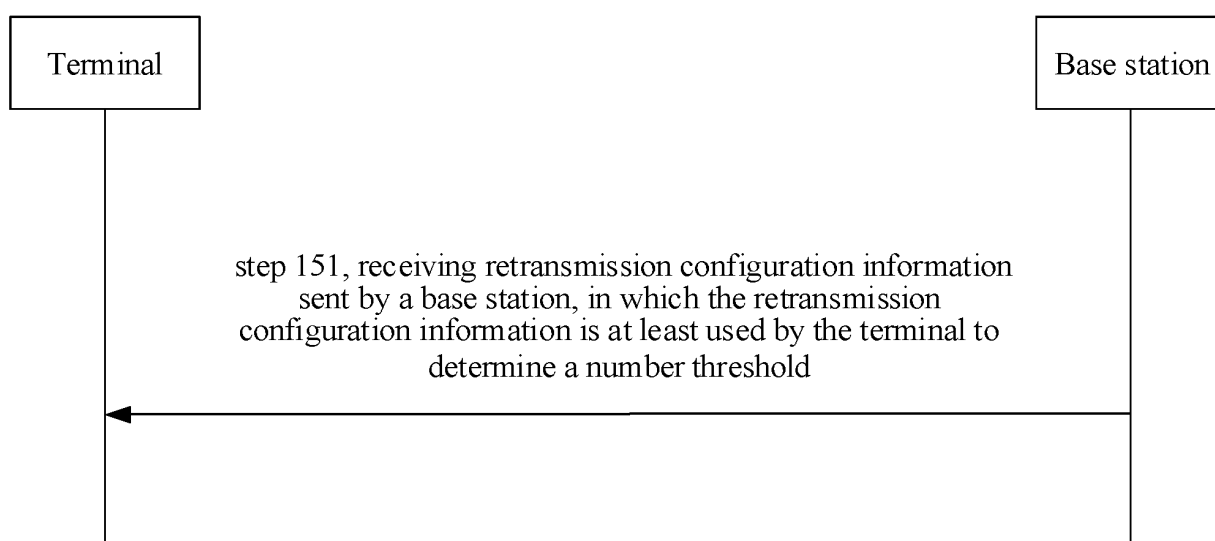 Terminal
Base station
step 151, receiving retransmission configuration information
sent by a base station, in which the retransmission
configuration information is at least used by the terminal to
determine a number threshold